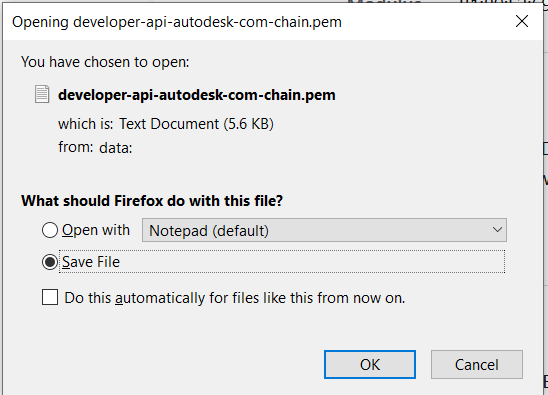 Opening developer-api-autodesk-com-chain.pem
You have chosen to open:
developer-api-autodesk-com-chain.pem
which is: Text Document (5.6 KB)
from: data:
What should Firefox do with this file?
Open with Notepad (default)
Save File
Do this automatically for files like this from now on.
OK Cancel